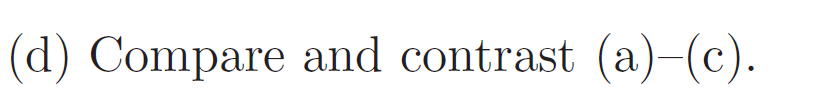 (d) Compare and contrast (a)–(c).